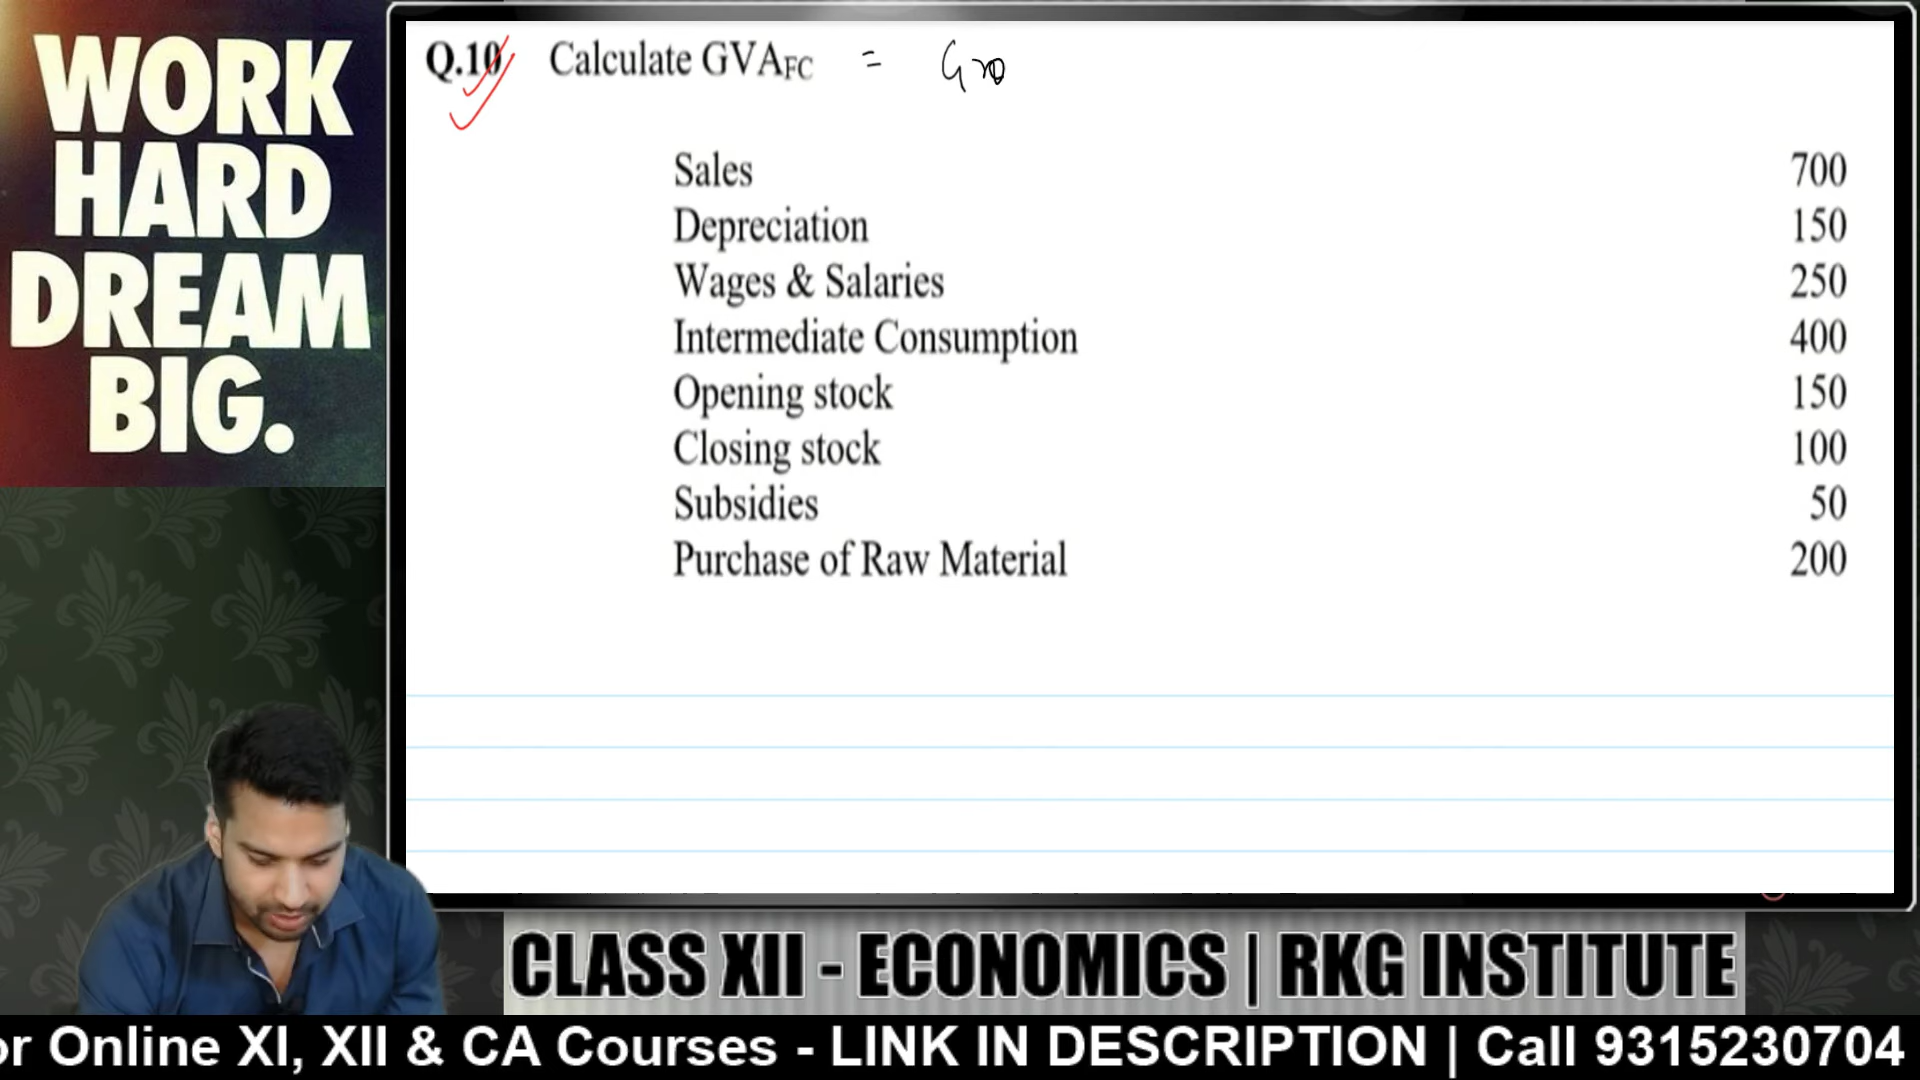 WORK
HARD
DREAM
BIG.
Q.10 Calculate GVAFC = Gro
Sales 700
Depreciation 150
Wages & Salaries 250
Intermediate Consumption 400
Opening stock 150
Closing stock 100
Subsidies 50
Purchase of Raw Material 200
CLASS XII - ECONOMICS | RKG INSTITUTE
or Online XI, XII & CA Courses - LINK IN DESCRIPTION | Call 9315230704